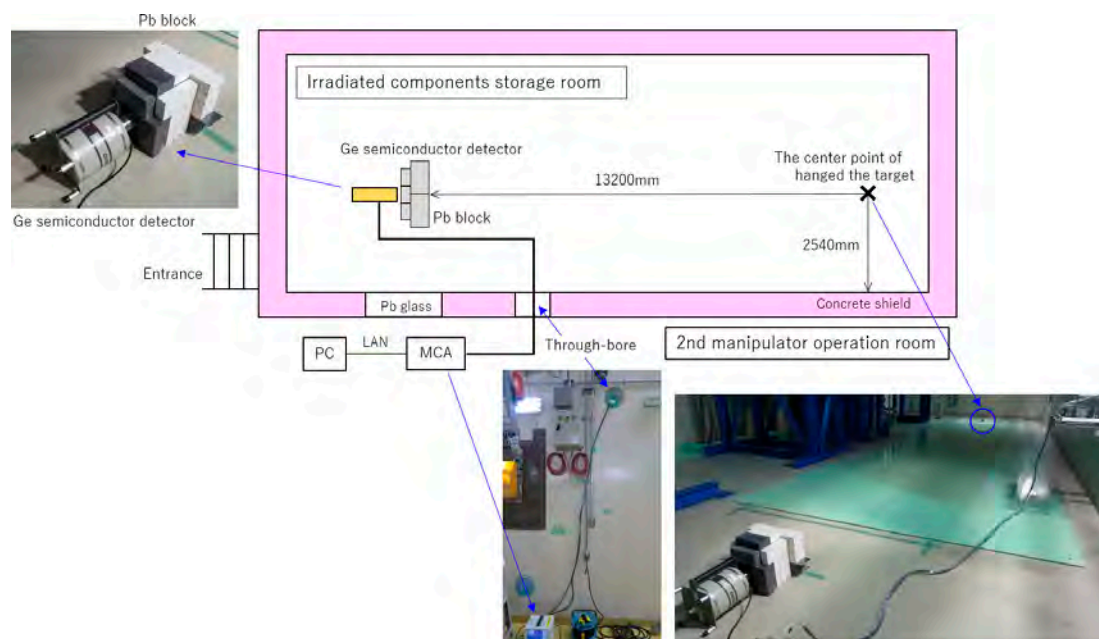 Pb block
Irradiated components storage room
Ge semiconductor detector
The center point of
hanged the target
13200mm
Pb block
2540mm
Ge semiconductor detector
Entrance
Pb glass
Concrete shield
Through-bore
2nd manipulator operation room
PC
LAN
MCA